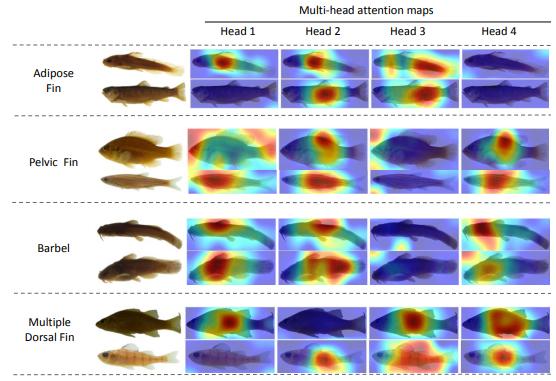 Multi-head attention maps
Head 1 Head 2 Head 3 Head 4
Adipose
Fin
Pelvic Fin
Barbel
Multiple
Dorsal Fin